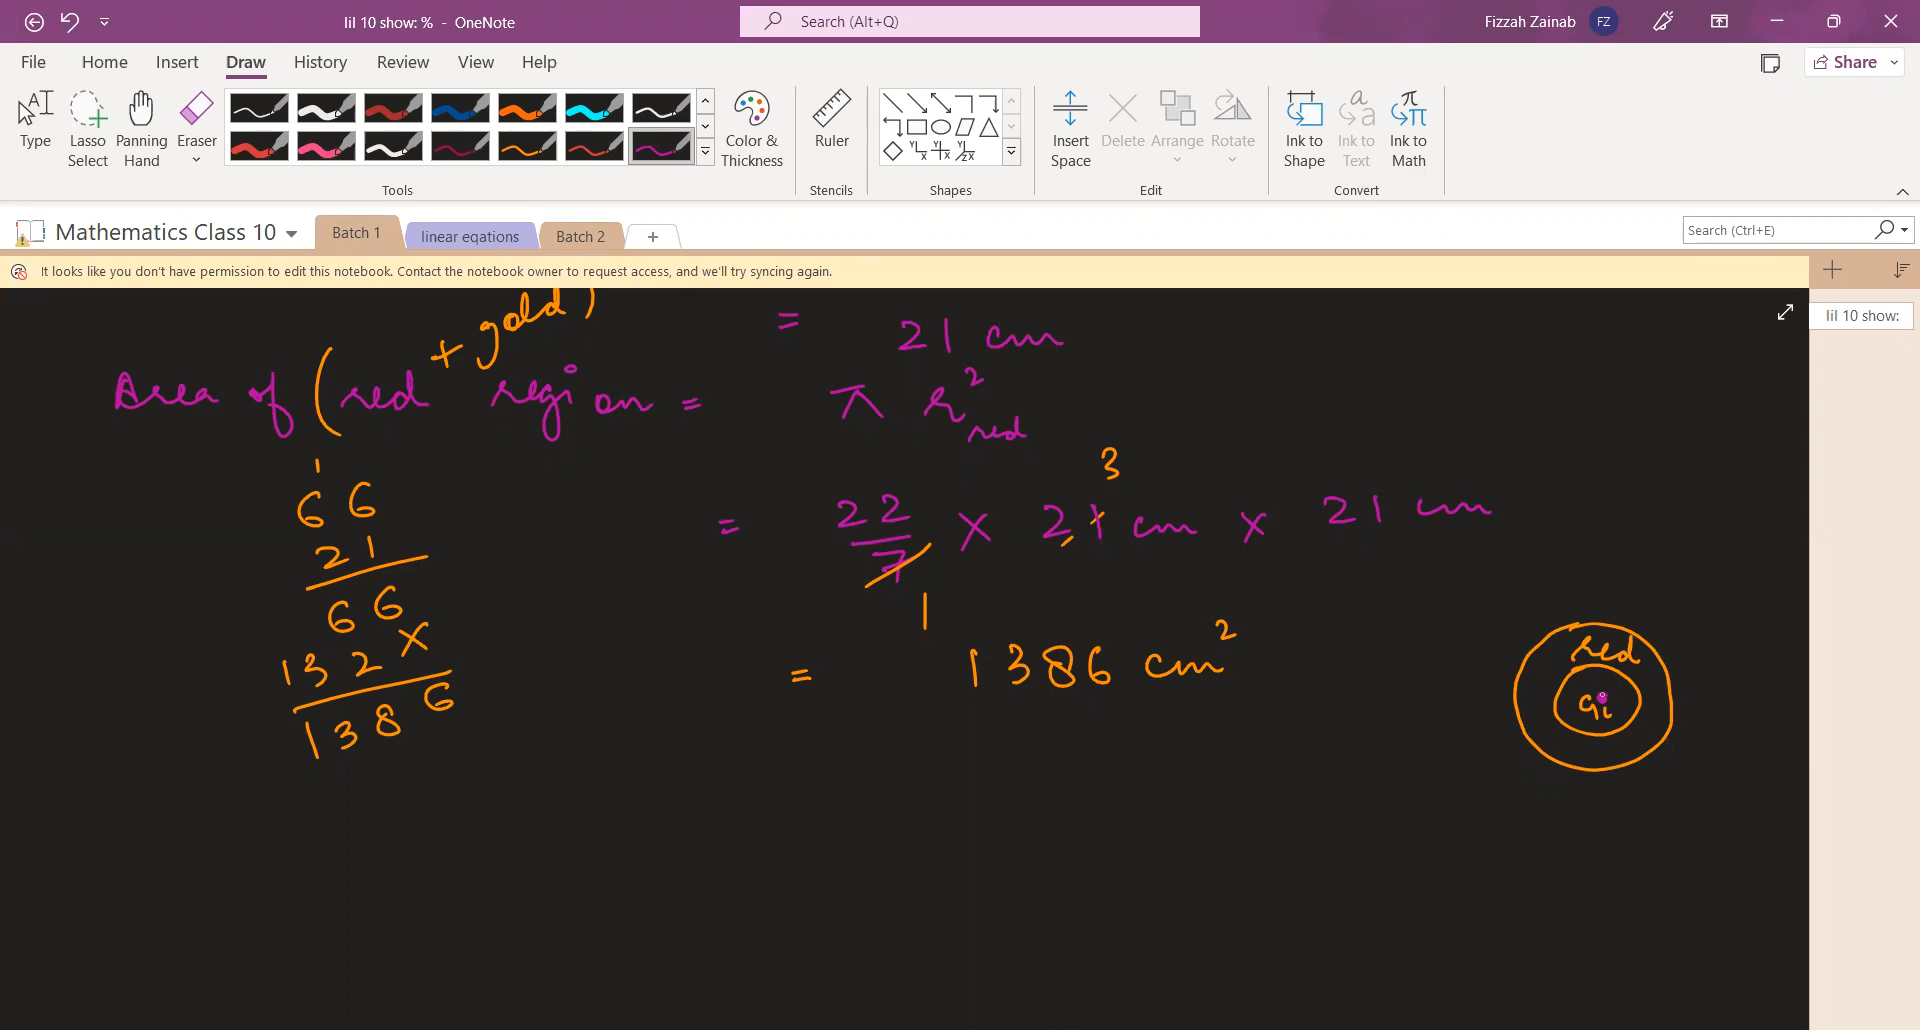 lil 10 show: % - OneNote
Search (Alt+Q)
Fizzah Zainab FZ
File Home Insert Draw History Review View Help
Share
Type
Lasso Select
Panning Hand
Eraser
Color & Thickness
Ruler
Insert Space
Delete
Arrange
Rotate
Ink to Shape
Ink to Text
Ink to Math
Tools
Stencils
Shapes
Edit
Convert
Mathematics Class 10
Batch 1
linear eqations
Batch 2
Search (Ctrl+E)
It looks like you don't have permission to edit this notebook. Contact the notebook owner to request access, and we'll try syncing again.
lil 10 show:
= 21 cm
Area of (red + gold) region = π r²red
= 22/7 × 21 cm × 21 cm
3
1
= 1386 cm²
1
66
21
66
132×
1386
red